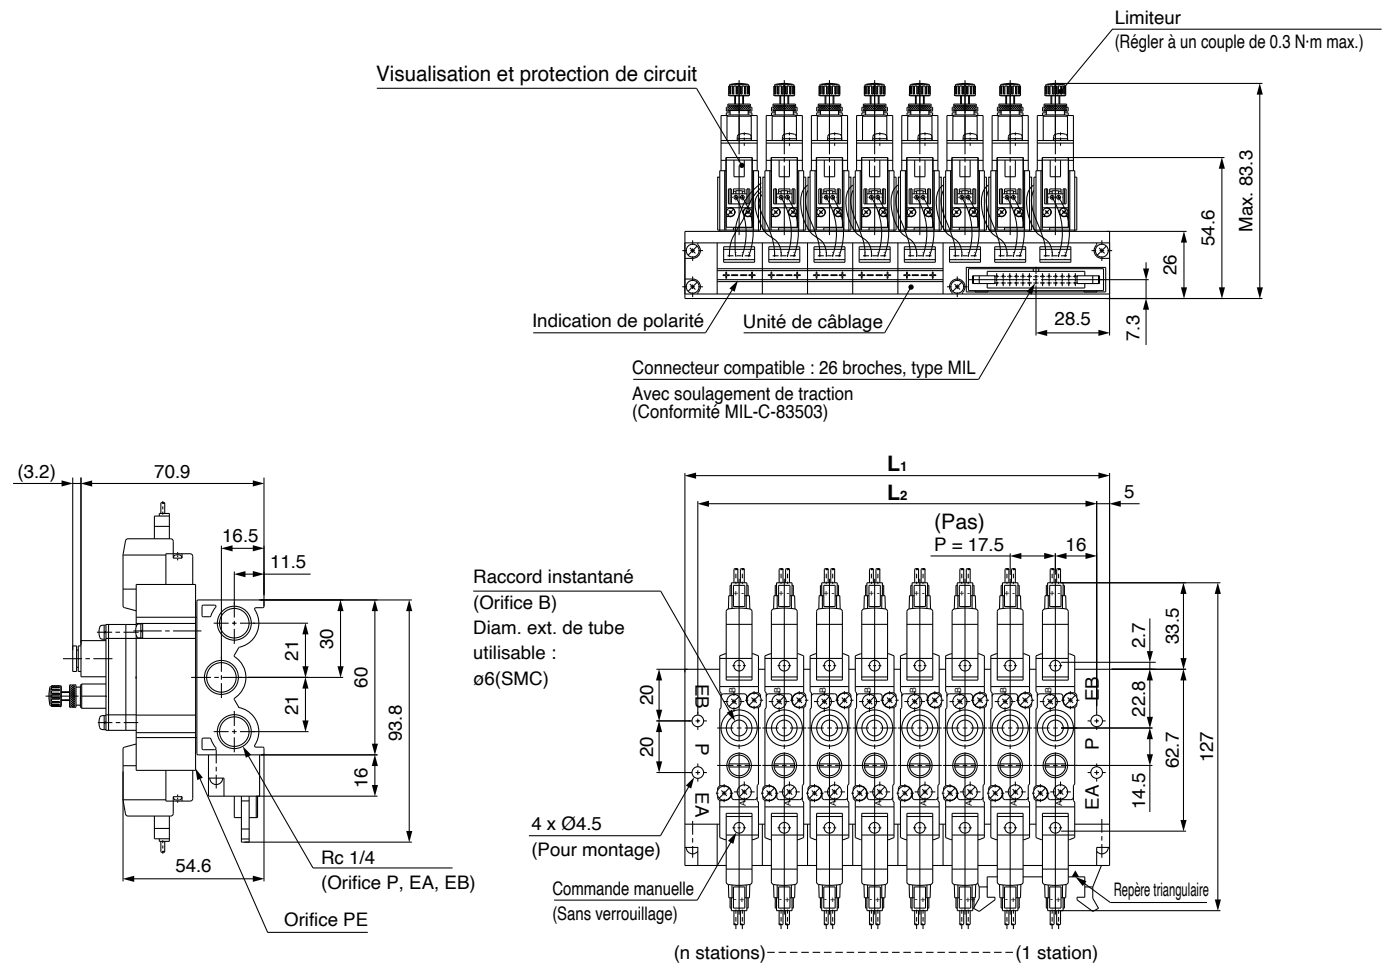 Limiteur
(Régler à un couple de 0.3 N·m max.)
Visualisation et protection de circuit
Max. 83.3
54.6
26
7.3
28.5
Indication de polarité
Unité de câblage
Connecteur compatible : 26 broches, type MIL
Avec soulagement de traction
(Conformité MIL-C-83503)
(3.2)
70.9
16.5
11.5
21
30
21
60
93.8
16
54.6
Rc 1/4
(Orifice P, EA, EB)
Orifice PE
L1
L2
5
(Pas)
P = 17.5
16
Raccord instantané
(Orifice B)
Diam. ext. de tube
utilisable :
ø6(SMC)
33.5
2.7
22.8
62.7
127
14.5
20
20
EB
P
EA
EB
P
EA
4 x Ø4.5
(Pour montage)
Commande manuelle
(Sans verrouillage)
Repère triangulaire
(n stations)
(1 station)